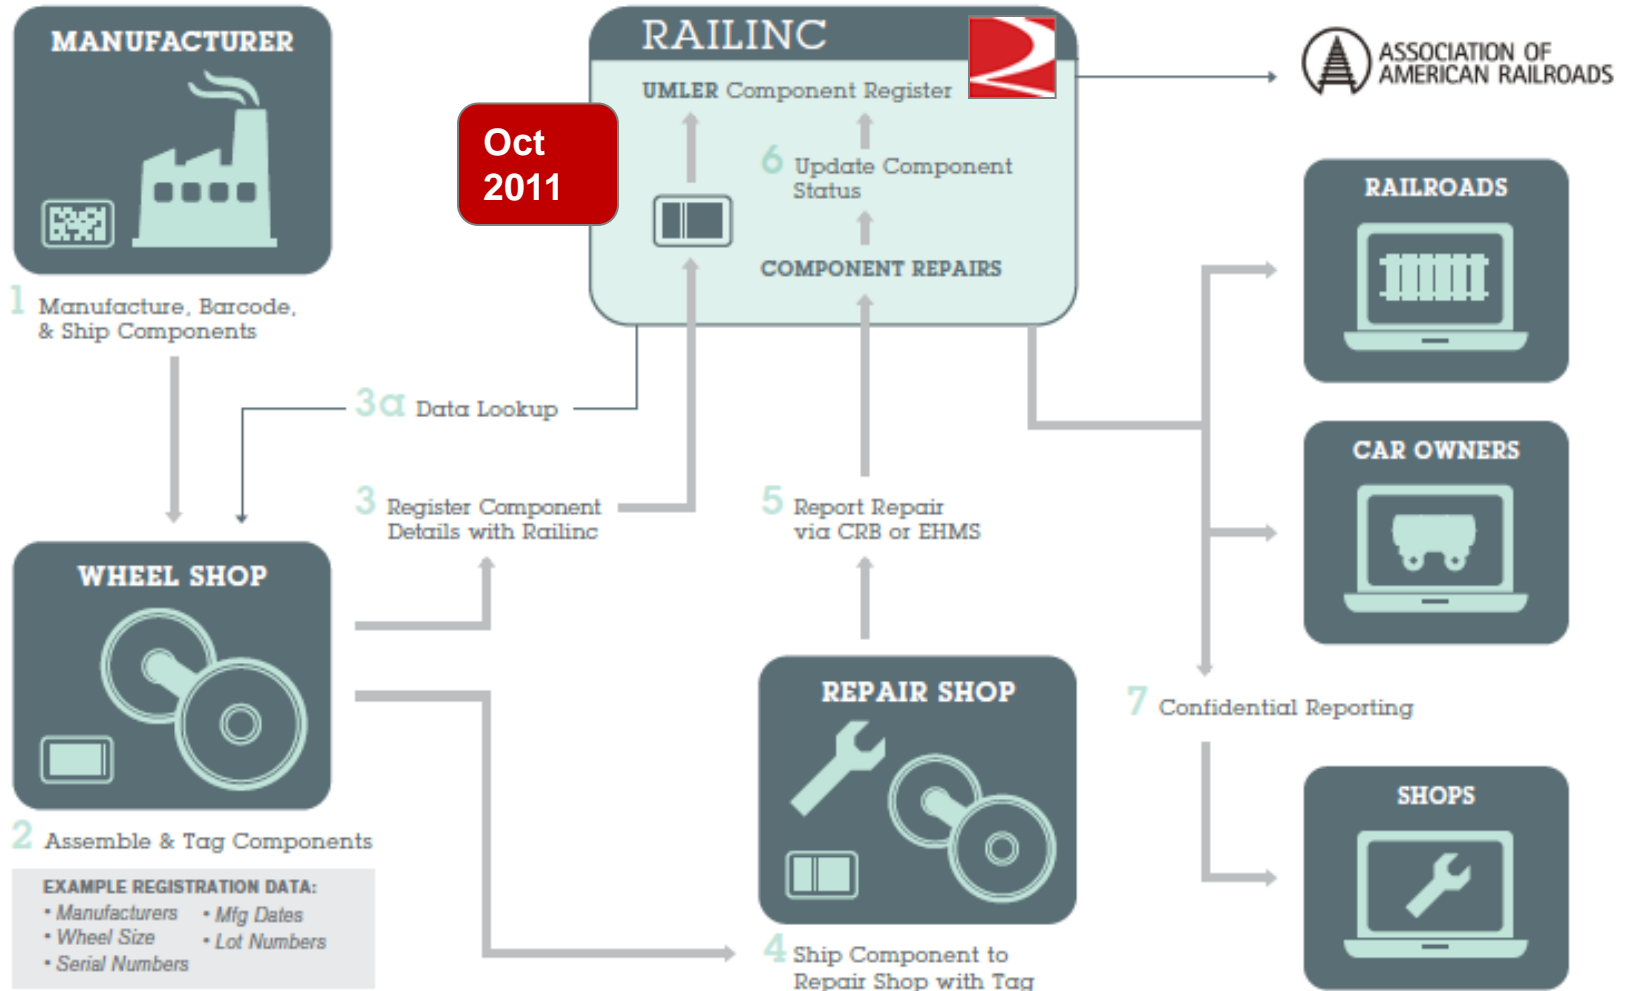 MANUFACTURER
1 Manufacture, Barcode,
& Ship Components
RAILINC
UMLER Component Register
Oct
2011
6 Update Component
Status
COMPONENT REPAIRS
ASSOCIATION OF
AMERICAN RAILROADS
RAILROADS
3a Data Lookup
3 Register Component
Details with Railinc
5 Report Repair
via CRB or EHMS
CAR OWNERS
WHEEL SHOP
2 Assemble & Tag Components
EXAMPLE REGISTRATION DATA:
• Manufacturers • Mfg Dates
• Wheel Size • Lot Numbers
• Serial Numbers
REPAIR SHOP
4 Ship Component to
Repair Shop with Tag
7 Confidential Reporting
SHOPS